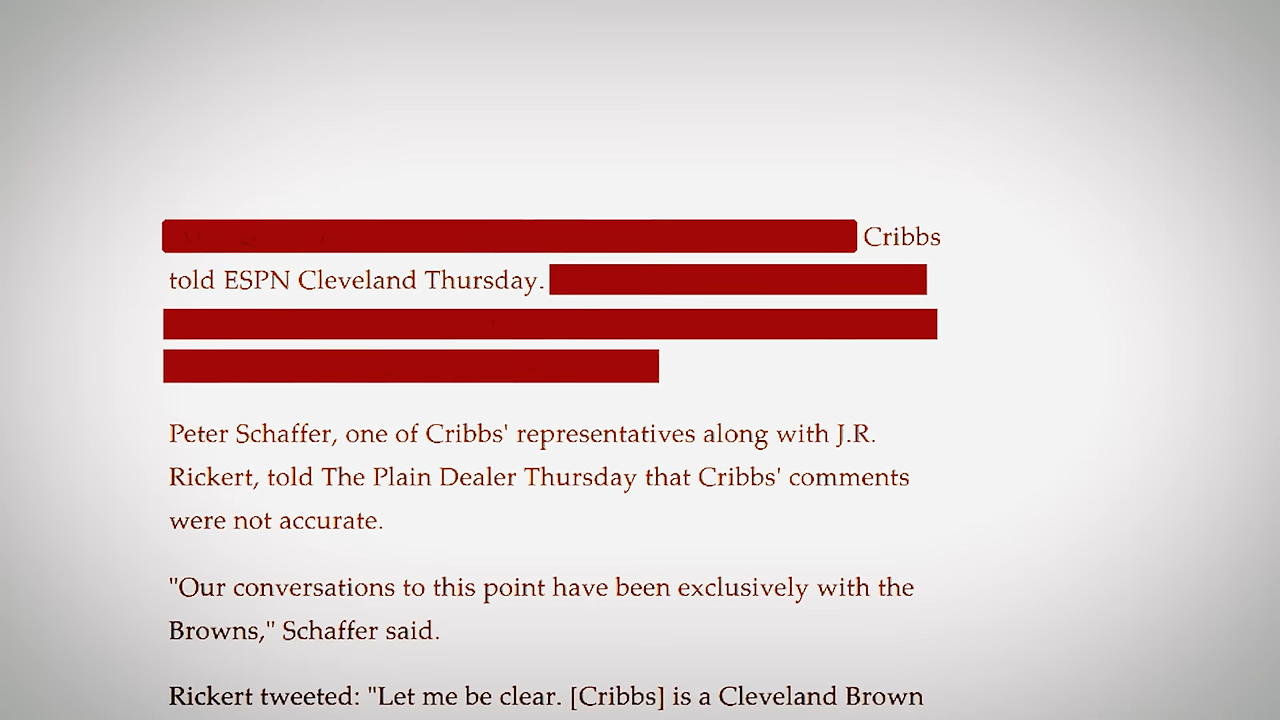 Cribbs
told ESPN Cleveland Thursday.
Peter Schaffer, one of Cribbs' representatives along with J.R.
Rickert, told The Plain Dealer Thursday that Cribbs' comments
were not accurate.
"Our conversations to this point have been exclusively with the
Browns," Schaffer said.
Rickert tweeted: "Let me be clear. [Cribbs] is a Cleveland Brown